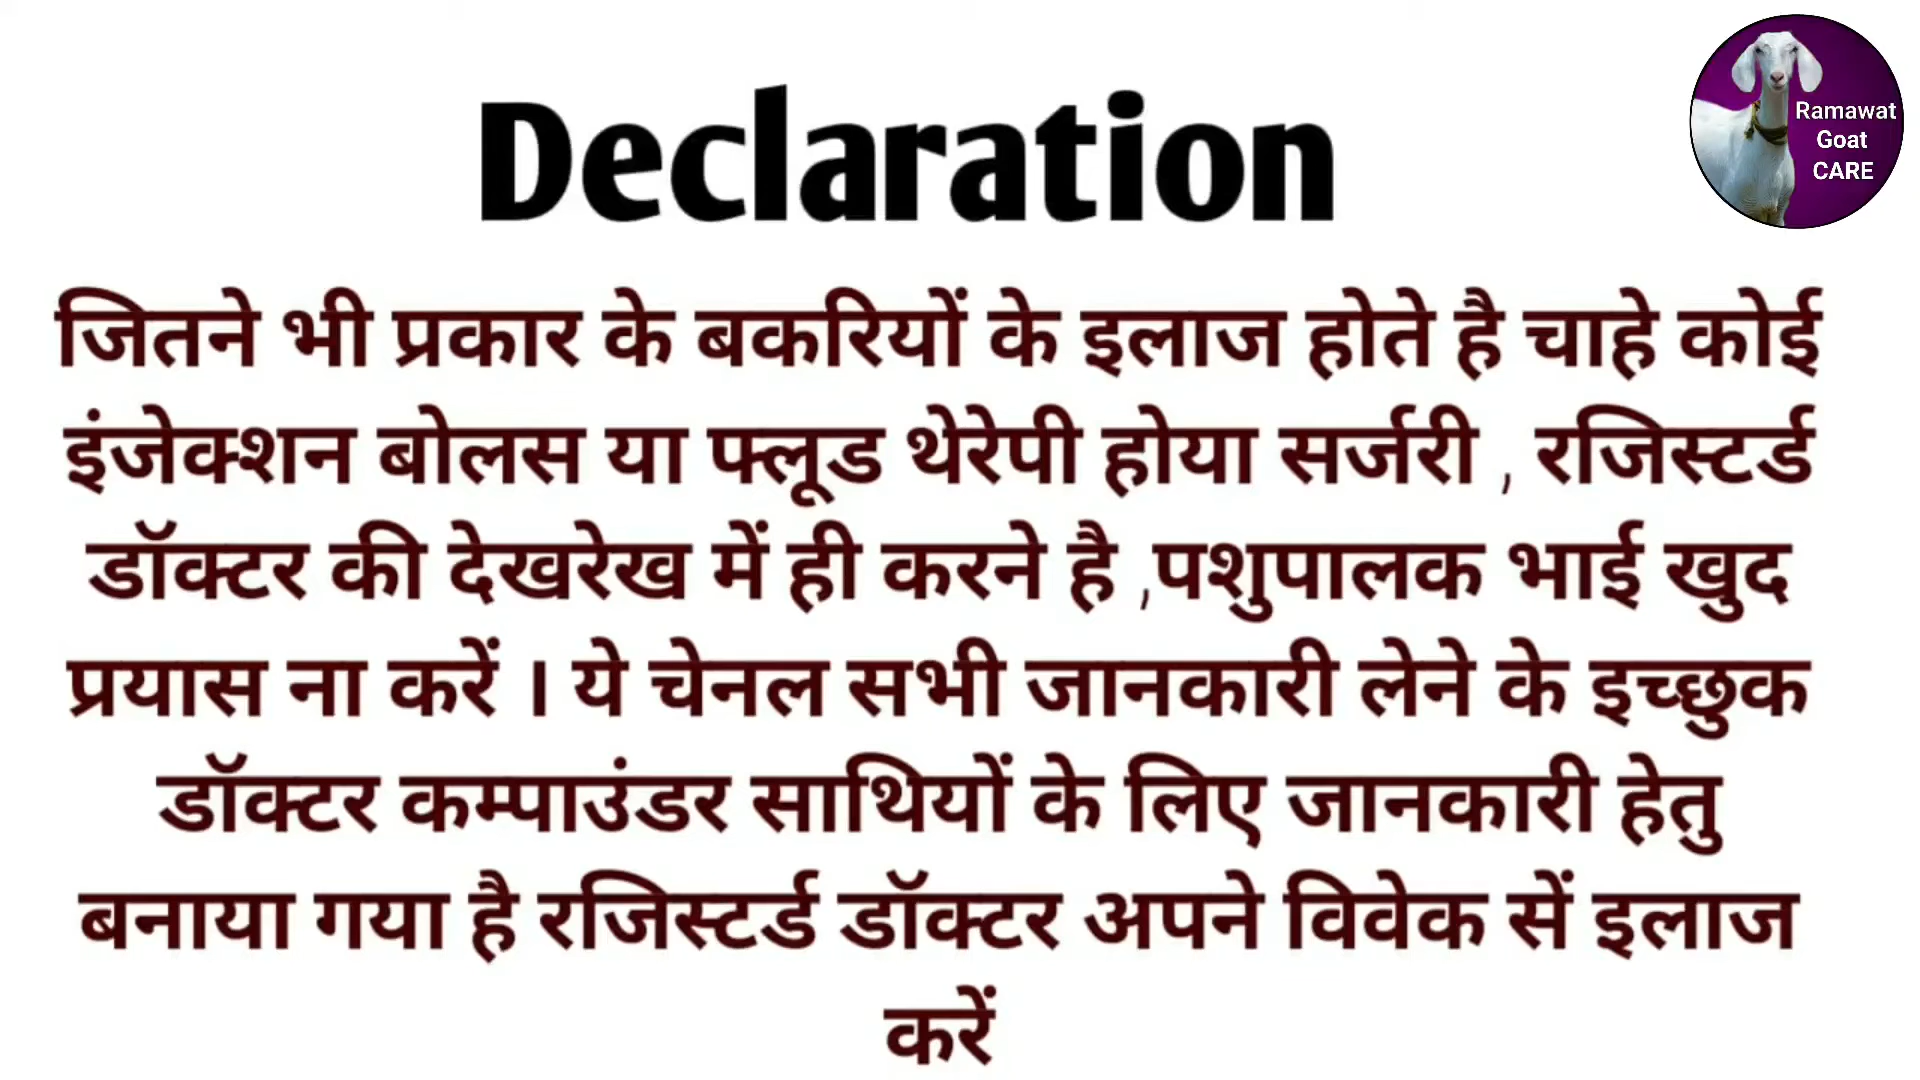 Ramawat
Goat
CARE
Declaration
जितने भी प्रकार के बकरियों के इलाज होते है चाहे कोई
इंजेक्शन बोलस या फ्लूड थेरेपी होया सर्जरी , रजिस्टर्ड
डॉक्टर की देखरेख में ही करने है ,पशुपालक भाई खुद
प्रयास ना करें । ये चेनल सभी जानकारी लेने के इच्छुक
डॉक्टर कम्पाउंडर साथियों के लिए जानकारी हेतु
बनाया गया है रजिस्टर्ड डॉक्टर अपने विवेक सें इलाज
करें